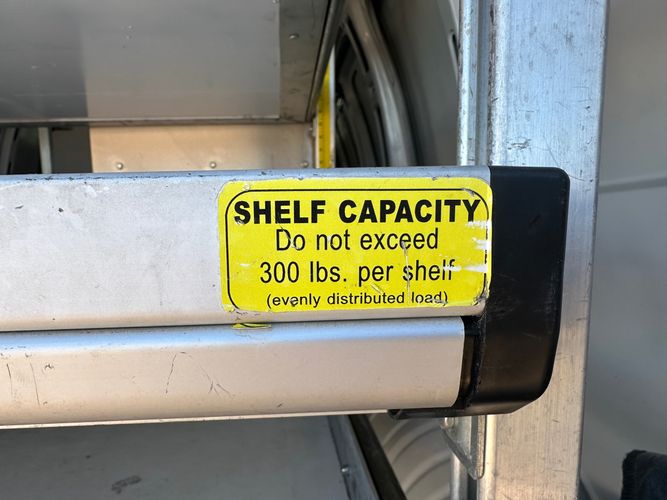 SHELF CAPACITY
Do not exceed
300 lbs. per shelf
(evenly distributed load)